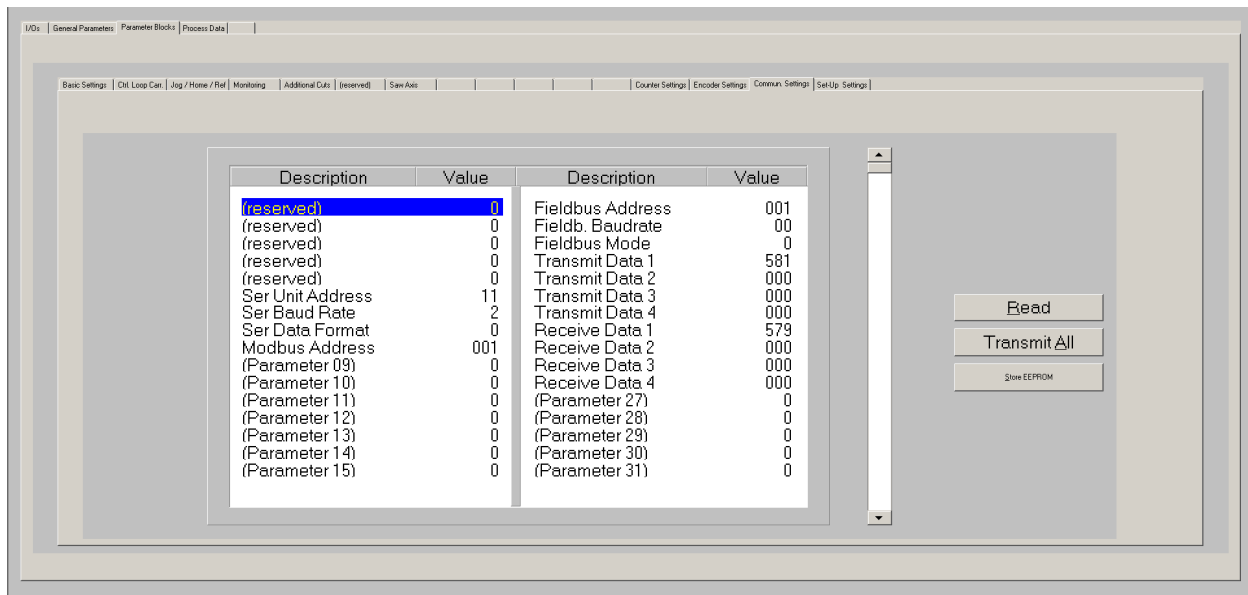 I/Os General Parameters Parameter Blocks Process Data
Basic Settings Ctrl. Loop Carr. Jog / Home / Ref Monitoring Additional Cuts (reserved) Saw Axis Counter Settings Encoder Settings Commun. Settings Set-Up Settings
Description Value Description Value
(reserved) 0 Fieldbus Address 001
(reserved) 0 Fieldb. Baudrate 00
(reserved) 0 Fieldbus Mode 0
(reserved) 0 Transmit Data 1 581
(reserved) 0 Transmit Data 2 000
Ser Unit Address 11 Transmit Data 3 000
Ser Baud Rate 2 Transmit Data 4 000
Ser Data Format 0 Receive Data 1 579
Modbus Address 001 Receive Data 2 000
(Parameter 09) 0 Receive Data 3 000
(Parameter 10) 0 Receive Data 4 000
(Parameter 11) 0 (Parameter 27) 0
(Parameter 12) 0 (Parameter 28) 0
(Parameter 13) 0 (Parameter 29) 0
(Parameter 14) 0 (Parameter 30) 0
(Parameter 15) 0 (Parameter 31) 0
Read
Transmit All
Store EEPROM